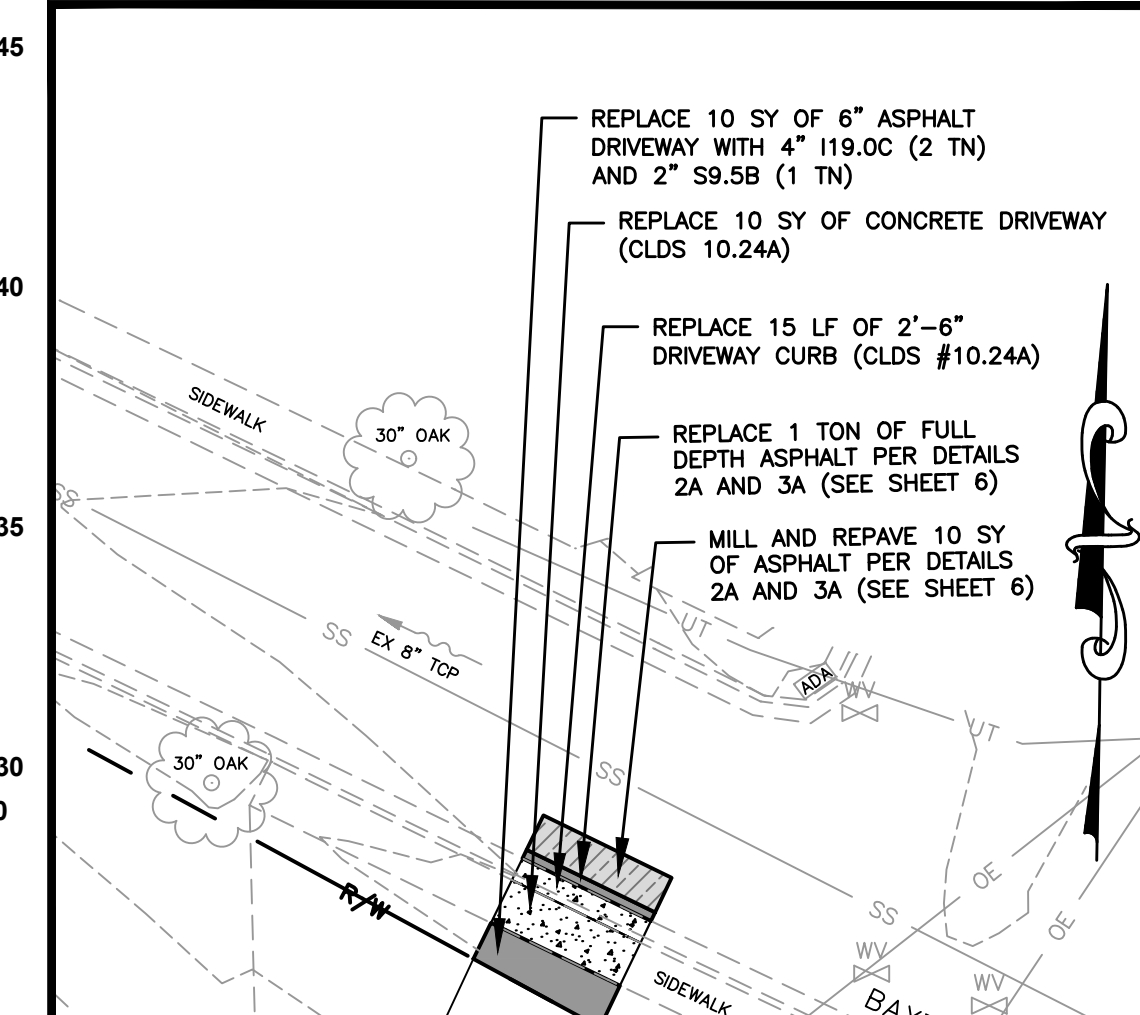 45
REPLACE 10 SY OF 6" ASPHALT
DRIVEWAY WITH 4" I19.0C (2 TN)
AND 2" S9.5B (1 TN)
REPLACE 10 SY OF CONCRETE DRIVEWAY
(CLDS 10.24A)
40
REPLACE 15 LF OF 2'-6"
DRIVEWAY CURB (CLDS #10.24A)
SIDEWALK
30" OAK
REPLACE 1 TON OF FULL
DEPTH ASPHALT PER DETAILS
2A AND 3A (SEE SHEET 6)
SS
35
MILL AND REPAVE 10 SY
OF ASPHALT PER DETAILS
2A AND 3A (SEE SHEET 6)
UT
SS
EX 8" TCP
ADA
WV
UT
30" OAK
30
SS
0
OE
R/W
SS
OE
WV
SIDEWALK
WV